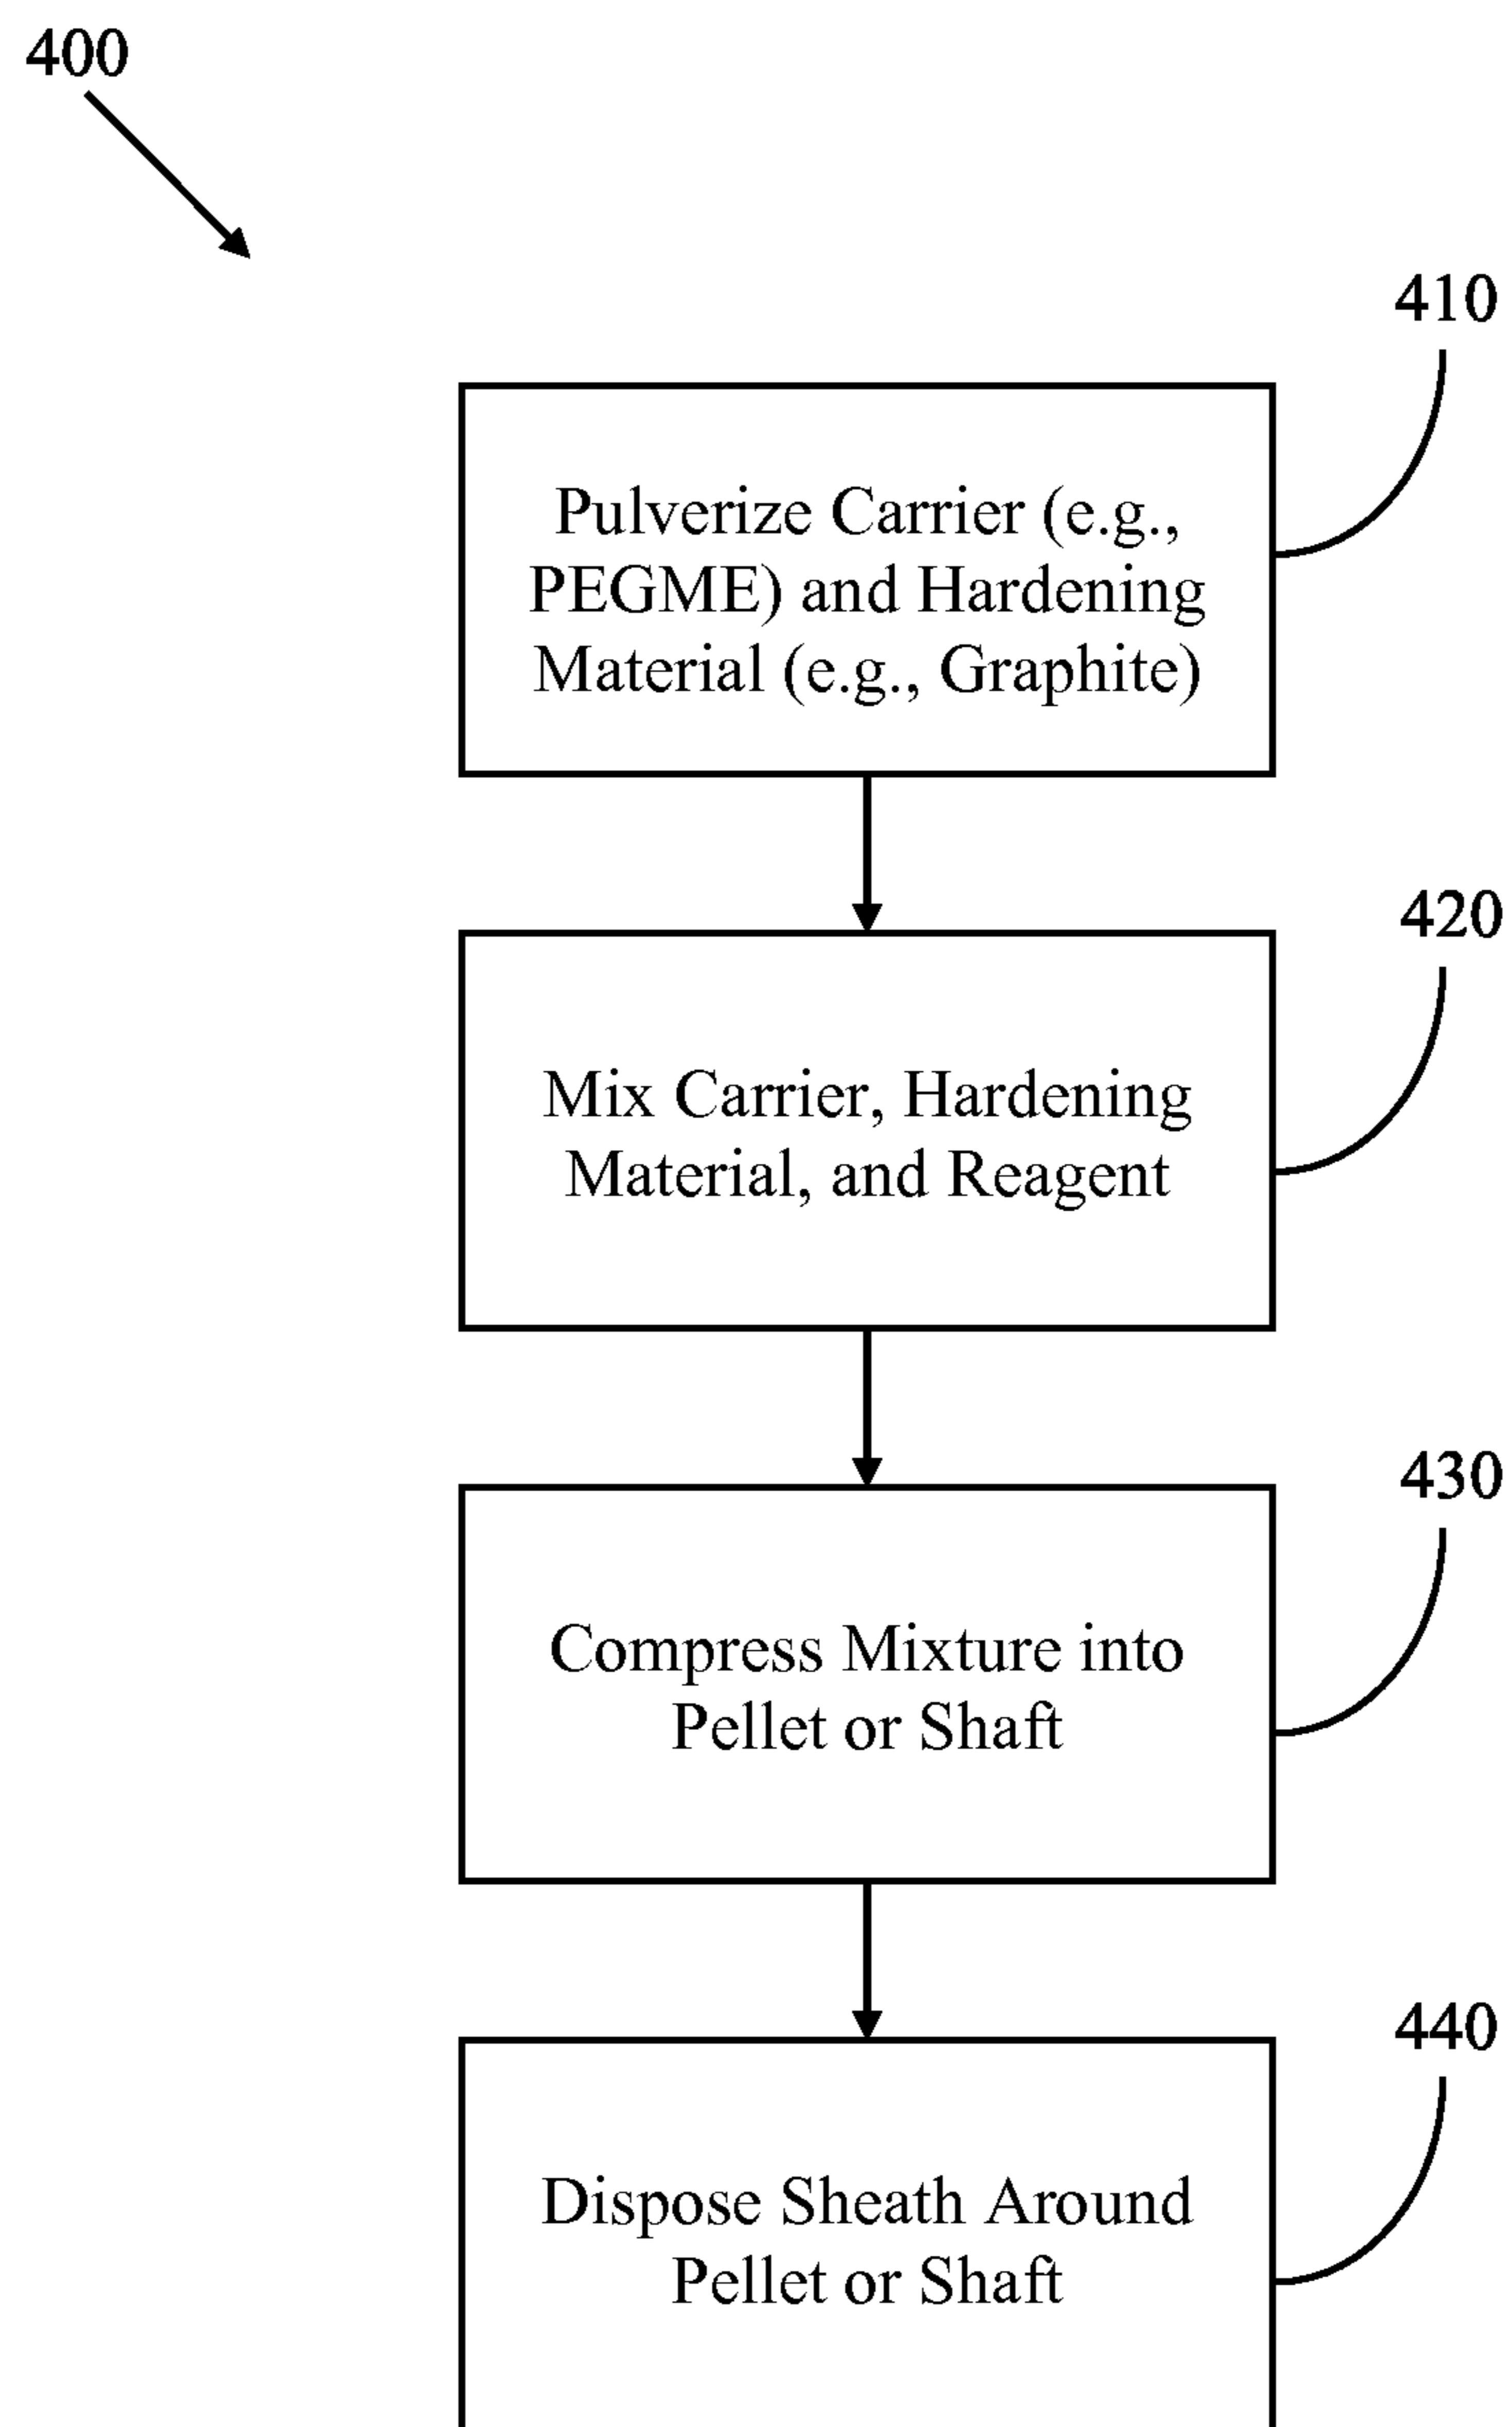 400
410
Pulverize Carrier (e.g.,
PEGME) and Hardening
Material (e.g., Graphite)
420
Mix Carrier, Hardening
Material, and Reagent
430
Compress Mixture into
Pellet or Shaft
440
Dispose Sheath Around
Pellet or Shaft